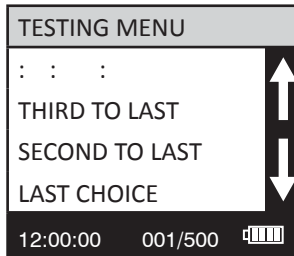 TESTING MENU
: : :
THIRD TO LAST
SECOND TO LAST
LAST CHOICE
12:00:00 001/500